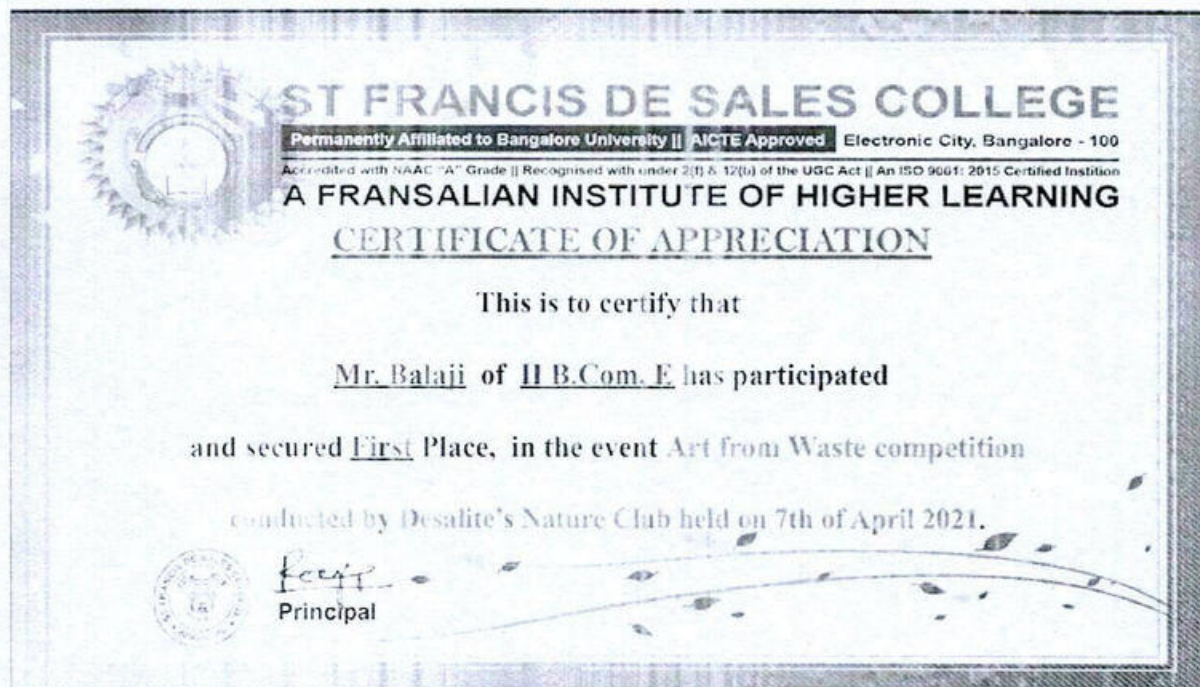 ST FRANCIS DE SALES COLLEGE
Permanently Affiliated to Bangalore University || AICTE Approved Electronic City, Bangalore - 100
Accredited with NAAC "A" Grade || Recognised with under 2(f) & 12(b) of the UGC Act || An ISO 9001: 2015 Certified Instition
A FRANSALIAN INSTITUTE OF HIGHER LEARNING
CERTIFICATE OF APPRECIATION
This is to certify that
Mr. Balaji of II B.Com. E has participated
and secured First Place, in the event Art from Waste competition
conducted by Desalite's Nature Club held on 7th of April 2021.
Principal